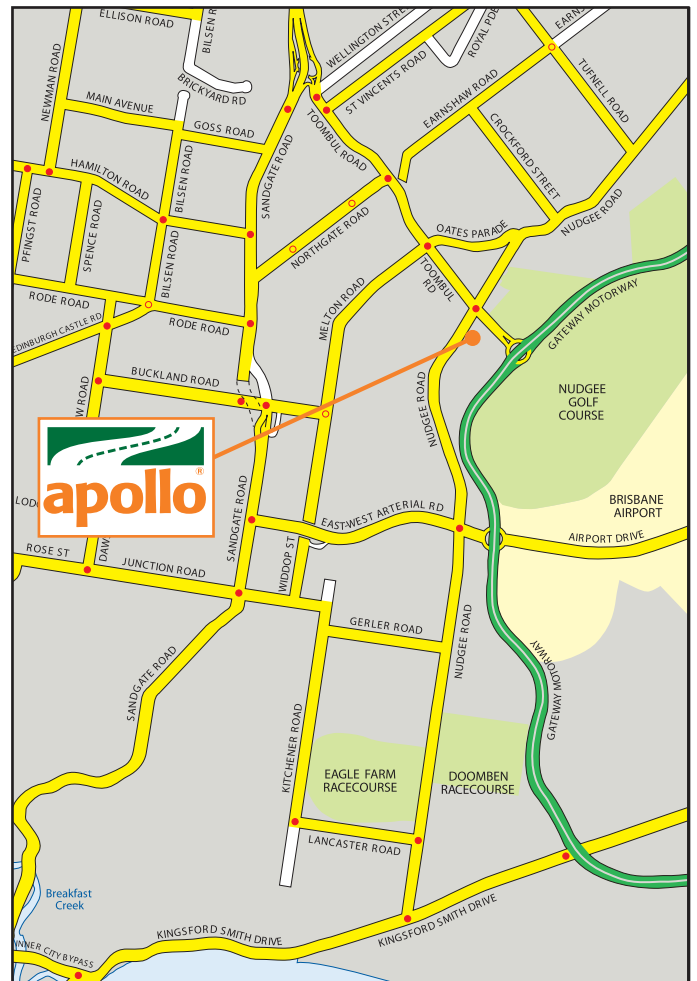 ELLISON ROAD
BILSEN R
WELLINGTON STRE
ROYAL PDE
EARNS
NEWMAN ROAD
BRICKYARD RD
ST VINCENTS ROAD
TUFNELL ROAD
MAIN AVENUE
GOSS ROAD
EARNSHAW ROAD
TOOMBUL ROAD
CROCKFORD STREET
HAMILTON ROAD
BILSEN ROAD
SANDGATE ROAD
PFINGST ROAD
SPENCE ROAD
NORTHGATE ROAD
OATES PARADE
NUDGEE ROAD
BILSEN ROAD
TOOMBUL
RD
RODE ROAD
RODE ROAD
EDINBURGH CASTLE RD
MELTON ROAD
GATEWAY MOTORWAY
BUCKLAND ROAD
W ROAD
NUDGEE ROAD
NUDGEE
GOLF
COURSE
apollo®
LODG
DAW
BRISBANE
AIRPORT
SANDGATE ROAD
EAST-WEST ARTERIAL RD
AIRPORT DRIVE
ROSE ST
JUNCTION ROAD
WIDDOP ST
GERLER ROAD
NUDGEE ROAD
GATEWAY MOTORWAY
SANDGATE ROAD
KITCHENER ROAD
EAGLE FARM
RACECOURSE
DOOMBEN
RACECOURSE
LANCASTER ROAD
Breakfast
Creek
KINGSFORD SMITH DRIVE
KINGSFORD SMITH DRIVE
INNER CITY BYPASS